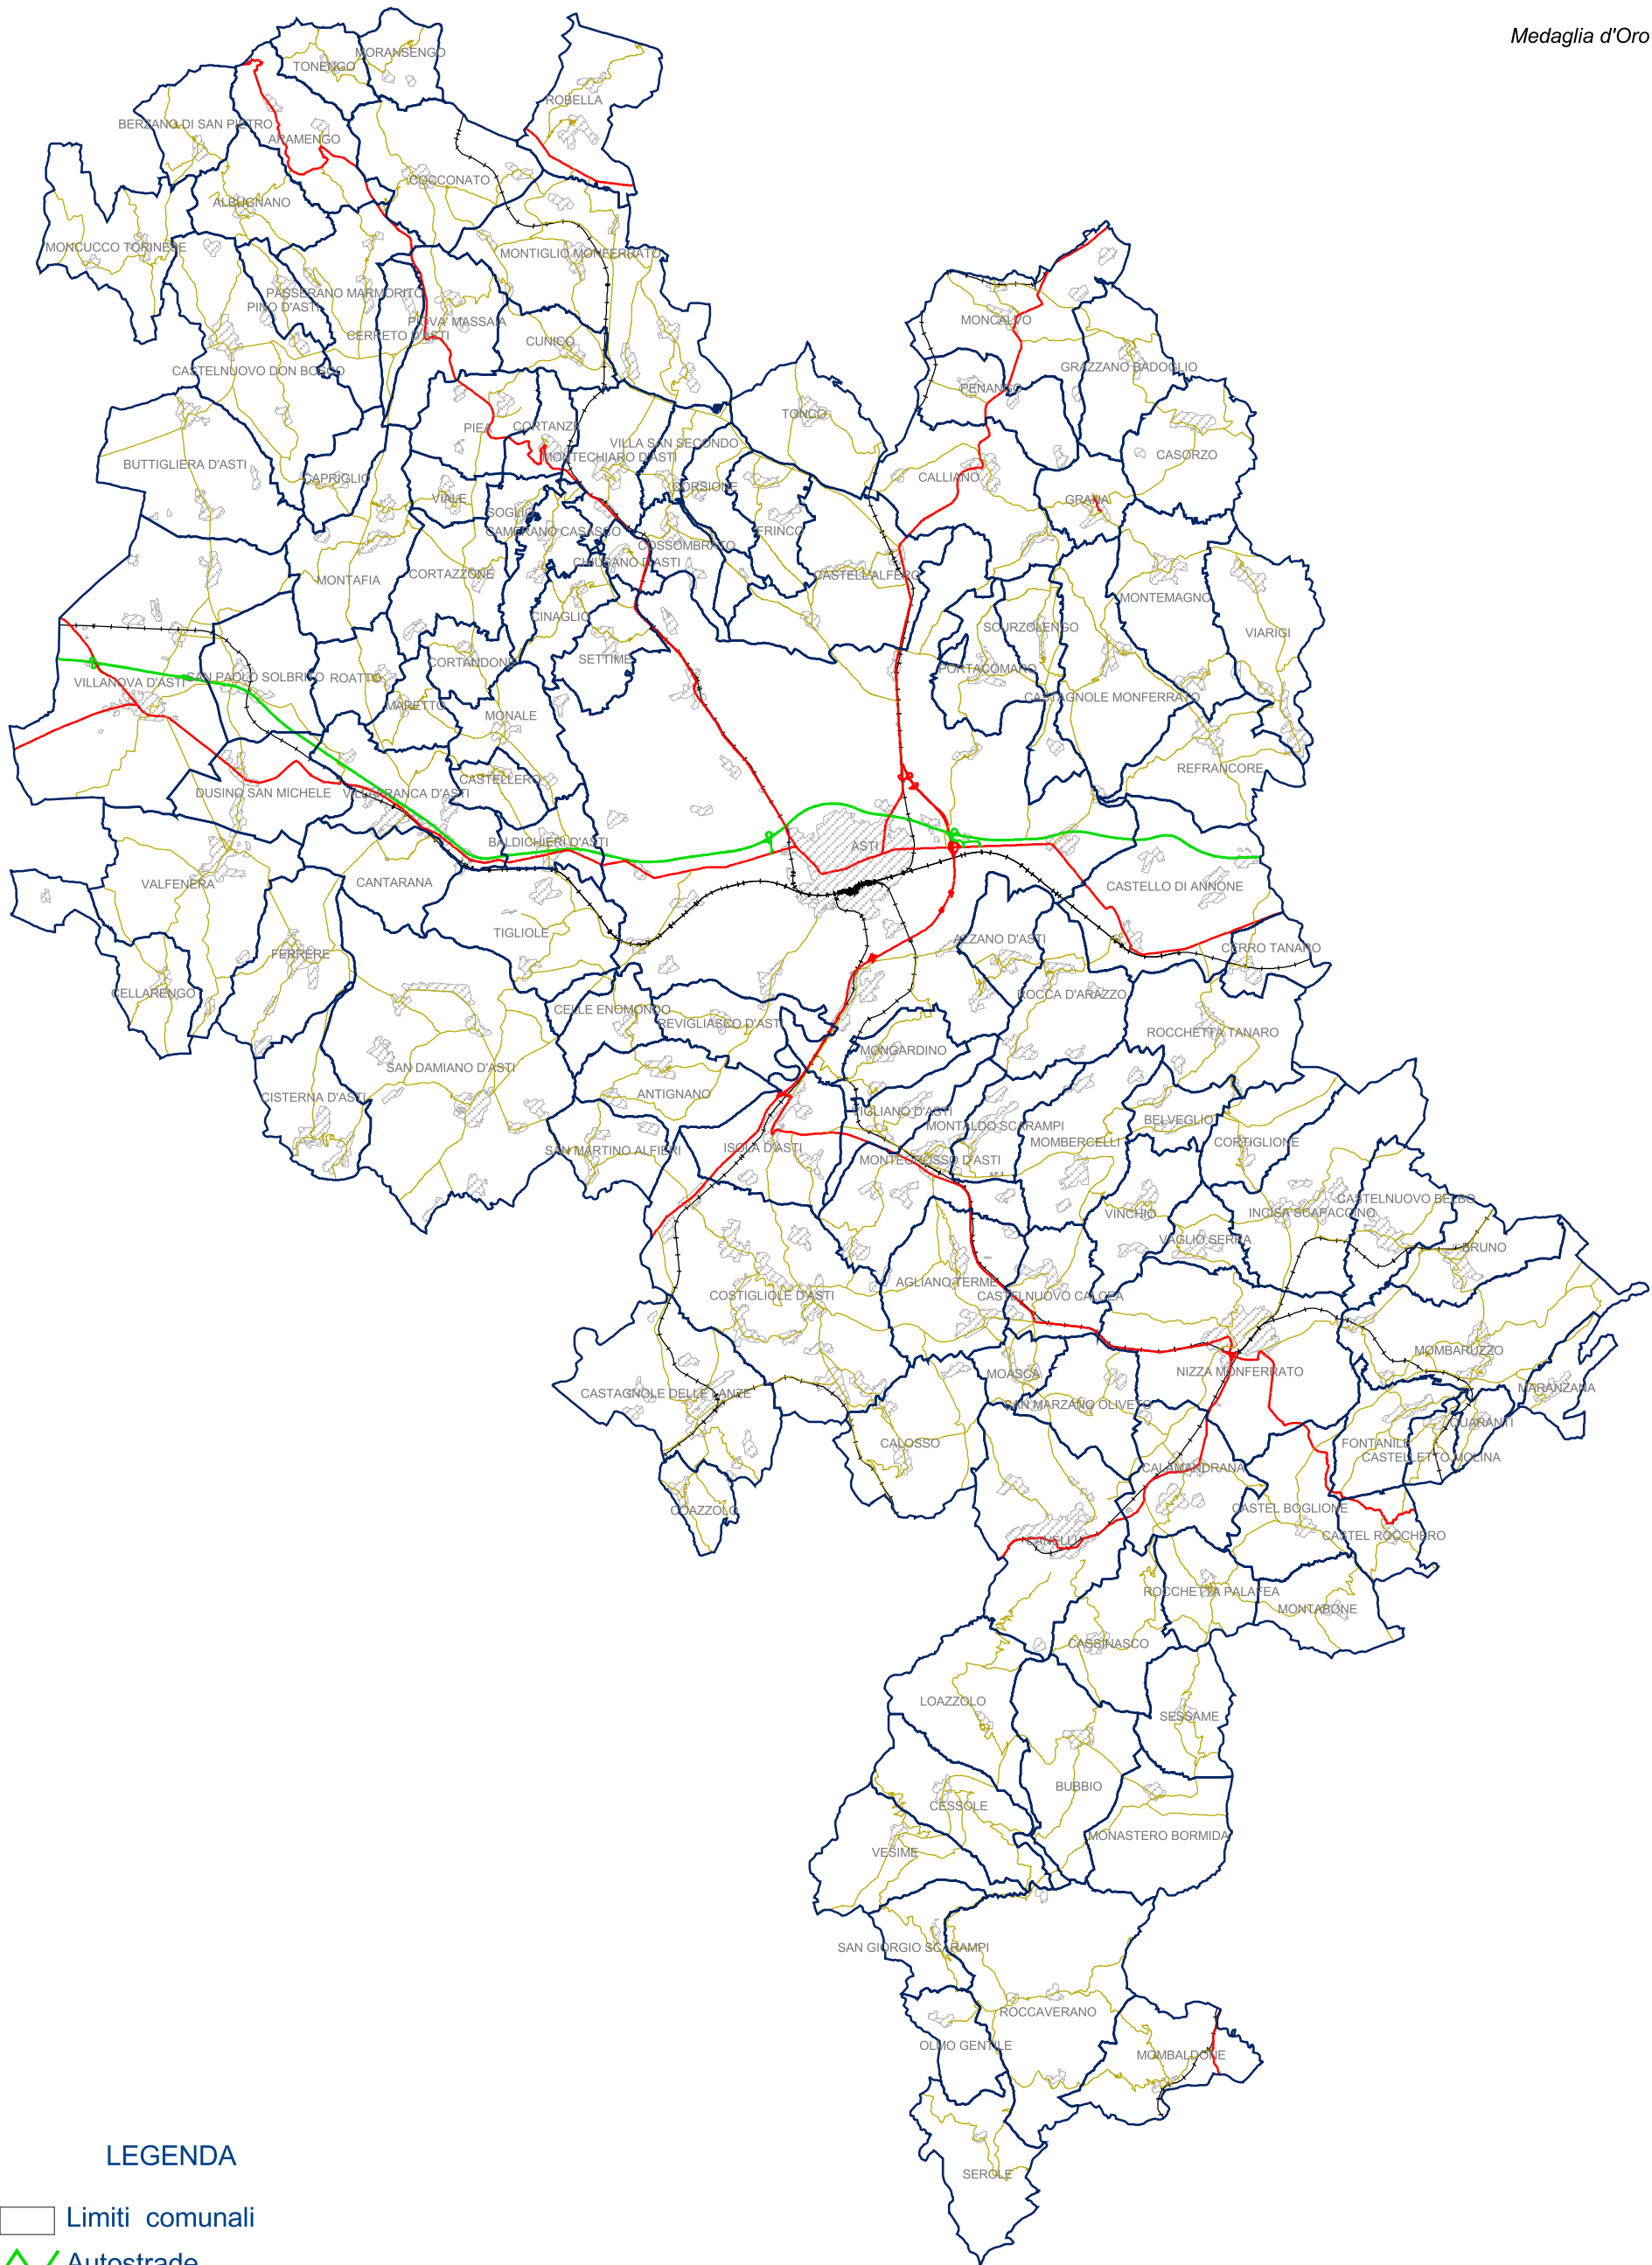 Medaglia d'Oro
MORANSENGO
TONENGO
ROBELLA
BERZANO DI SAN PIETRO
ARAMENGO
COCCONATO
ALBUGNANO
MONCUCCO TORINESE
MONTIGLIO MONFERRATO
PASSERANO MARMORITO
PINO D'ASTI
PIOVA' MASSAIA
CERRETO D'ASTI
CUNICO
MONCALVO
GRAZZANO BADOGLIO
CASTELNUOVO DON BOSCO
PENANGO
TONCO
PIEA
CORTANZE
VILLA SAN SECONDO
MONTECHIARO D'ASTI
CASORZO
BUTTIGLIERA D'ASTI
CAPRIGLIO
CALLIANO
CORSIONE
VIALE
GRANA
SOGLIO
CAMERANO CASASCO
FRINCO
COSSOMBRATO
CHIUSANO D'ASTI
MONTAFIA
CORTAZZONE
CASTELL'ALFERO
MONTEMAGNO
CINAGLIO
SCURZOLENGO
VIARIGI
SETTIME
CORTANDONE
PORTACOMARO
VILLANOVA D'ASTI
SAN PAOLO SOLBRITO
ROATTO
CASTAGNOLE MONFERRATO
MARETTO
MONALE
REFRANCORE
CASTELLERO
DUSINO SAN MICHELE
VILLAFRANCA D'ASTI
BALDICHIERI D'ASTI
ASTI
VALFENERA
CANTARANA
CASTELLO DI ANNONE
TIGLIOLE
AZZANO D'ASTI
CERRO TANARO
FERRERE
CELLARENGO
ROCCA D'ARAZZO
CELLE ENOMONDO
REVIGLIASCO D'ASTI
ROCCHETTA TANARO
MONGARDINO
SAN DAMIANO D'ASTI
ANTIGNANO
CISTERNA D'ASTI
VIGLIANO D'ASTI
BELVEGLIO
MONTALDO SCARAMPI
MOMBERCELLI
CORTIGLIONE
ISOLA D'ASTI
SAN MARTINO ALFIERI
MONTEGROSSO D'ASTI
CASTELNUOVO BELBO
VINCHIO
INCISA SCAPACCINO
VAGLIO SERRA
BRUNO
AGLIANO TERME
COSTIGLIOLE D'ASTI
CASTELNUOVO CALCEA
MOMBARUZZO
NIZZA MONFERRATO
MOASCA
MARANZANA
CASTAGNOLE DELLE LANZE
SAN MARZANO OLIVETO
QUARANTI
CALOSSO
FONTANILE
CASTELLETTO MOLINA
CALAMANDRANA
CASTEL BOGLIONE
COAZZOLO
CASTEL ROCCHERO
CANELLI
ROCCHETTA PALAFEA
MONTABONE
CASSINASCO
LOAZZOLO
SESSAME
BUBBIO
CESSOLE
MONASTERO BORMIDA
VESIME
SAN GIORGIO SCARAMPI
ROCCAVERANO
OLMO GENTILE
MOMBALDONE
SEROLE
LEGENDA
Limiti comunali
Autostrade